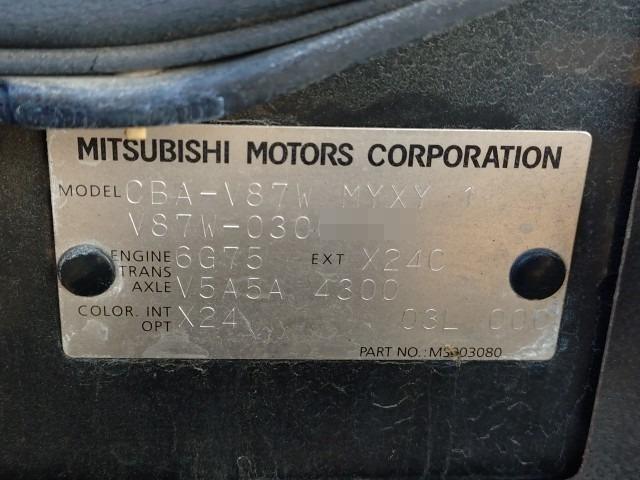 MITSUBISHI MOTORS CORPORATION
MODEL CBA-V87W MYXY 1
V87W-030
ENGINE 6G75 EXT X24C
TRANS
AXLE V5A5A 4300
COLOR. INT X24 03L 00C
OPT
PART NO.: MS303080